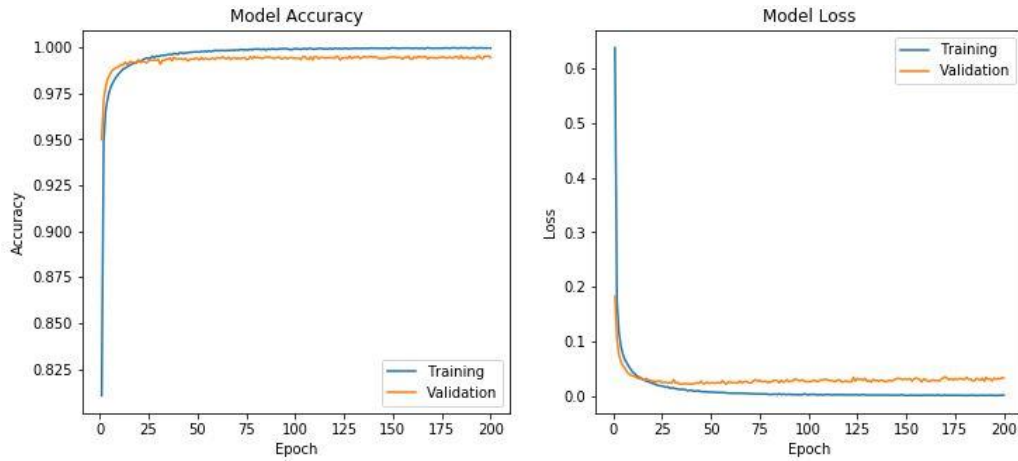 Model Accuracy
1.000
0.975
0.950
0.925
0.900
0.875
0.850
0.825
Accuracy
0 25 50 75 100 125 150 175 200
Epoch
Training
Validation
Model Loss
0.6
0.5
0.4
0.3
0.2
0.1
0.0
Loss
0 25 50 75 100 125 150 175 200
Epoch
Training
Validation